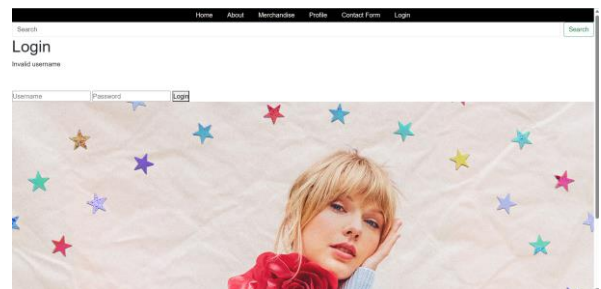 Home About Merchandise Profile Contact Form Login
Search Search
Login
Invalid username
Username Password Login